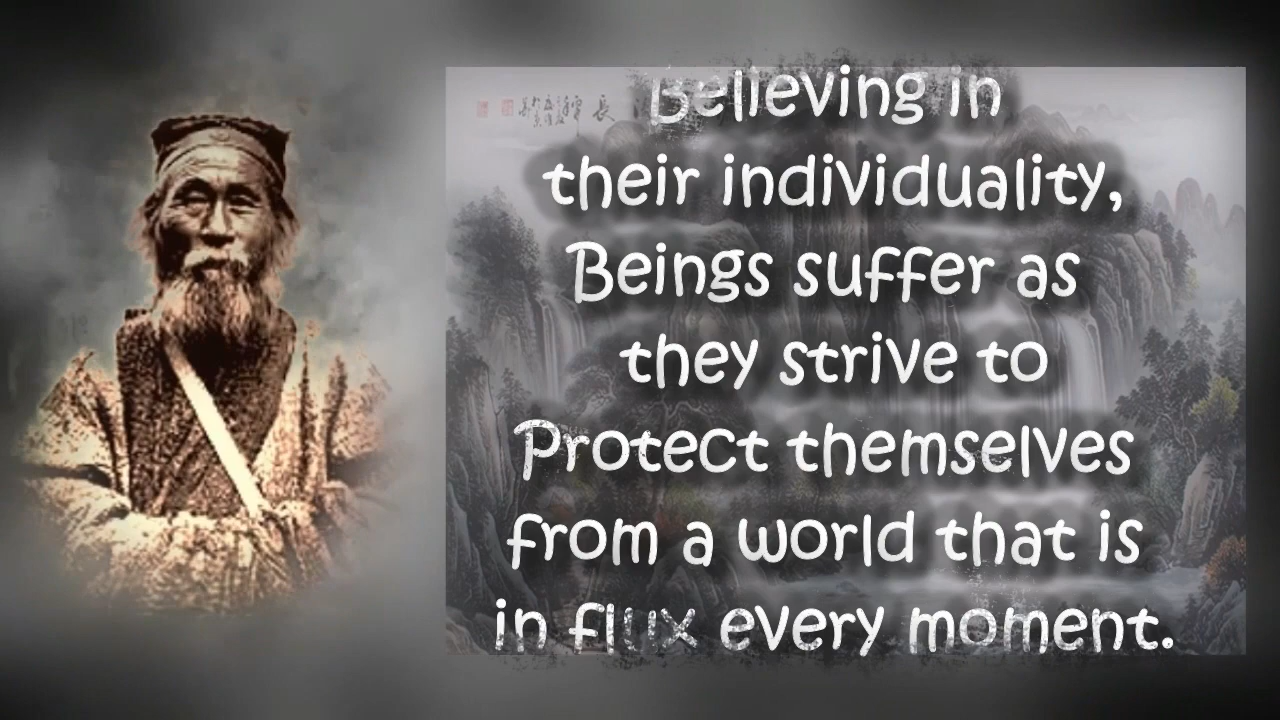 Believing in
their individuality,
Beings suffer as
they strive to
Protect themselves
from a world that is
in flux every moment.
長